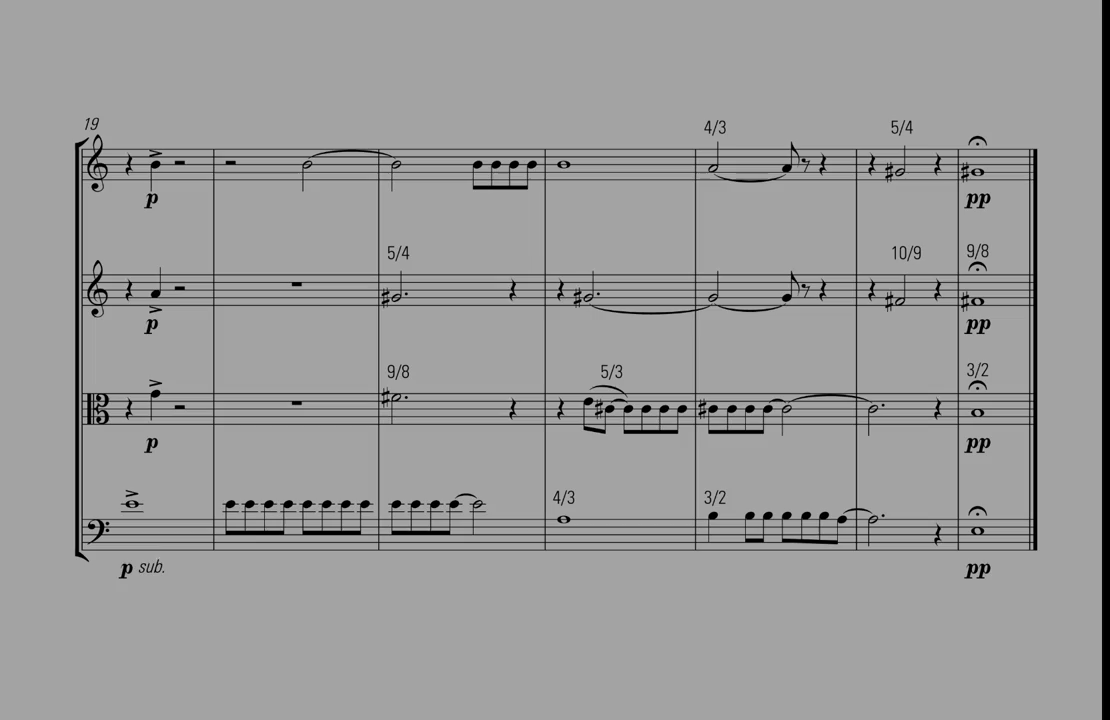 19
4/3 5/4
p pp
5/4 10/9 9/8
p pp
9/8 5/3 3/2
p pp
4/3 3/2
p sub. pp